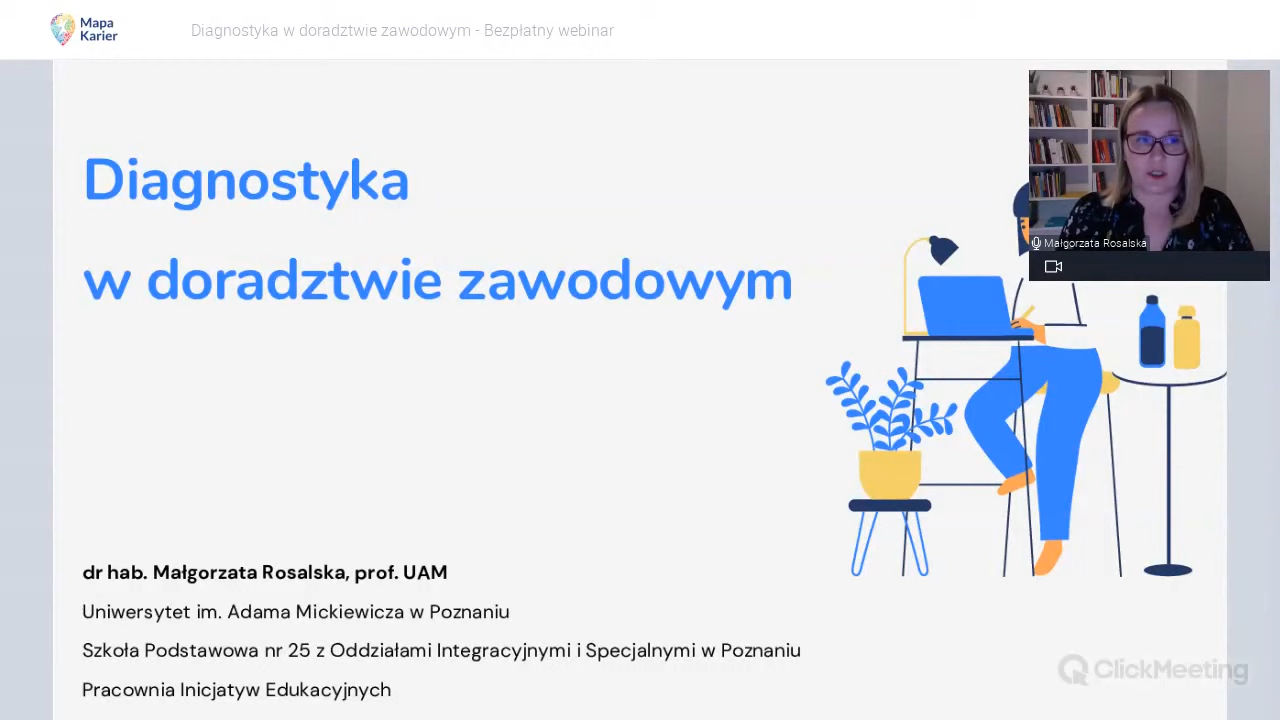 Mapa
Karier
Diagnostyka w doradztwie zawodowym - Bezpłatny webinar
Diagnostyka
w doradztwie zawodowym
Małgorzata Rosalska
dr hab. Małgorzata Rosalska, prof. UAM
Uniwersytet im. Adama Mickiewicza w Poznaniu
Szkoła Podstawowa nr 25 z Oddziałami Integracyjnymi i Specjalnymi w Poznaniu
Pracownia Inicjatyw Edukacyjnych
ClickMeeting